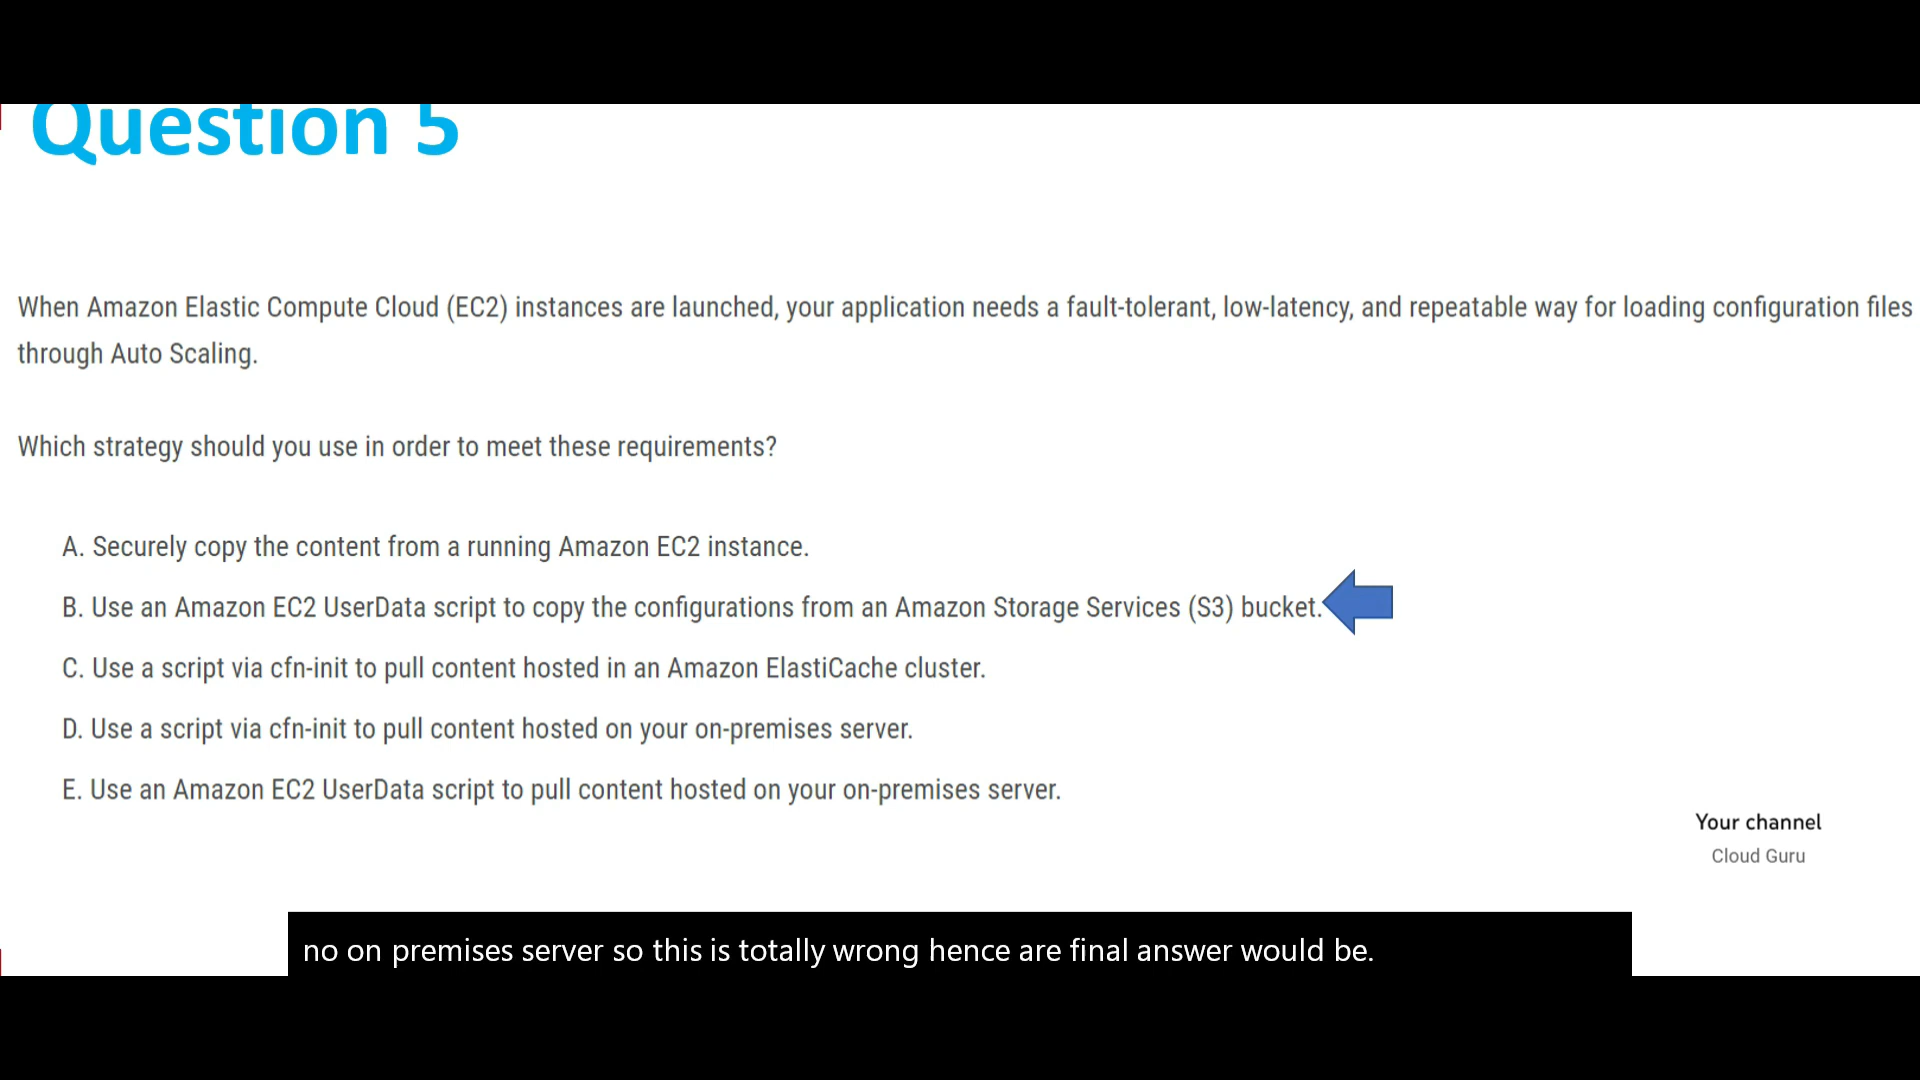 Question 5
When Amazon Elastic Compute Cloud (EC2) instances are launched, your application needs a fault-tolerant, low-latency, and repeatable way for loading configuration files
through Auto Scaling.
Which strategy should you use in order to meet these requirements?
A. Securely copy the content from a running Amazon EC2 instance.
B. Use an Amazon EC2 UserData script to copy the configurations from an Amazon Storage Services (S3) bucket.
C. Use a script via cfn-init to pull content hosted in an Amazon ElastiCache cluster.
D. Use a script via cfn-init to pull content hosted on your on-premises server.
E. Use an Amazon EC2 UserData script to pull content hosted on your on-premises server.
Your channel
Cloud Guru
no on premises server so this is totally wrong hence are final answer would be.